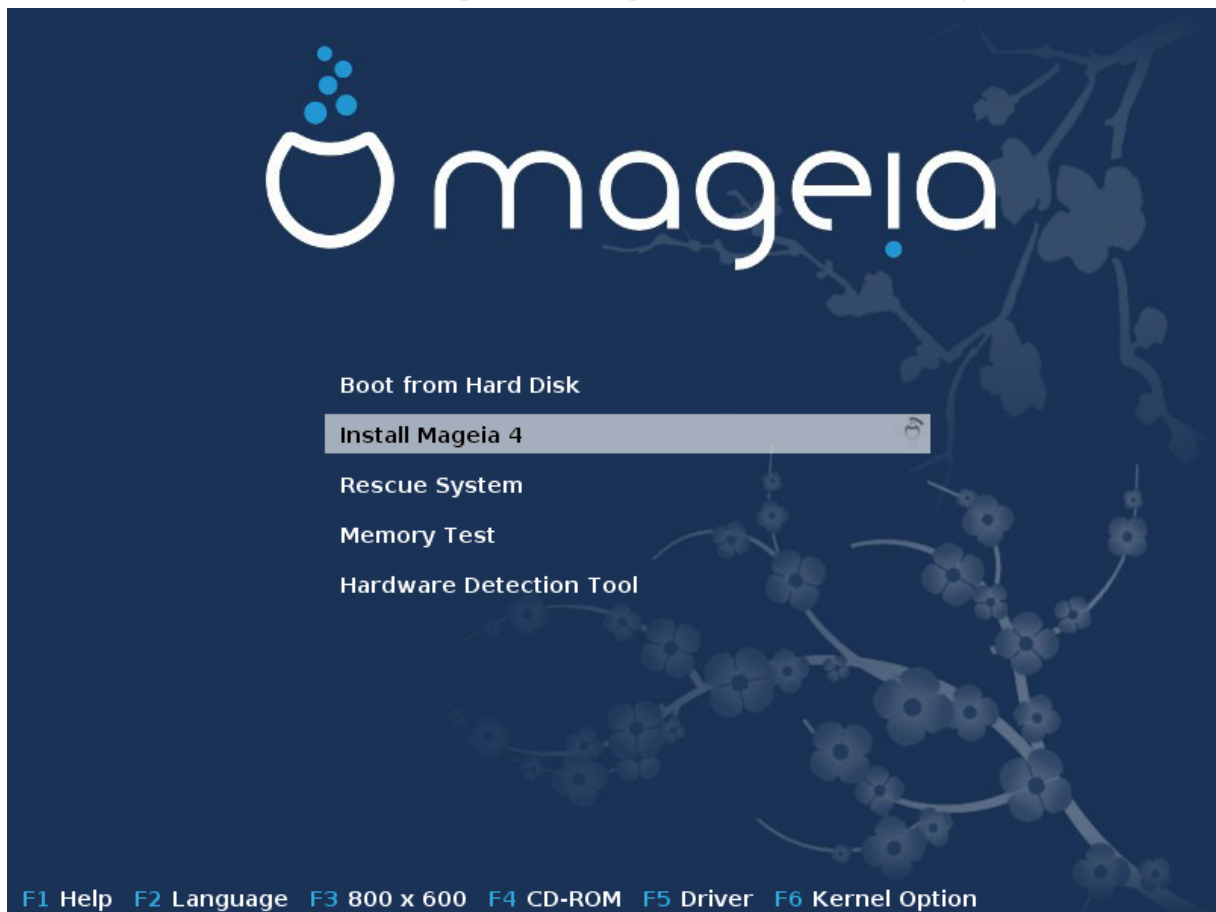 mageia
Boot from Hard Disk
Install Mageia 4
Rescue System
Memory Test
Hardware Detection Tool
F1 Help F2 Language F3 800 x 600 F4 CD-ROM F5 Driver F6 Kernel Option